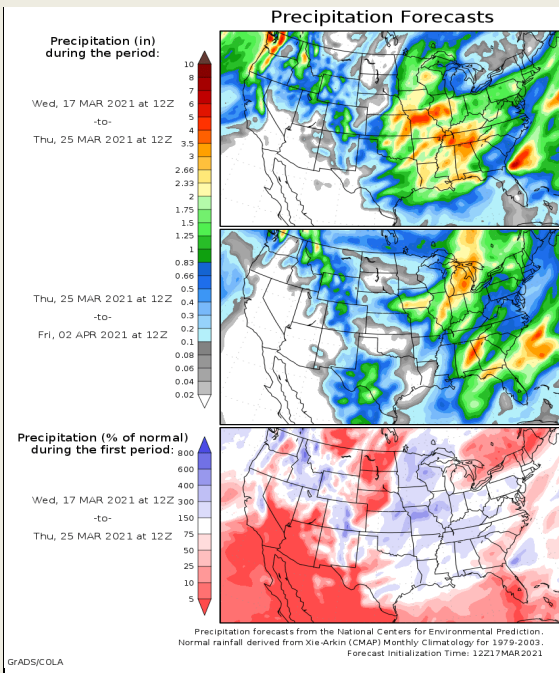 Precipitation Forecasts
Precipitation (in)
during the period:
Wed, 17 MAR 2021 at 12Z
-to-
Thu, 25 MAR 2021 at 12Z
10
8
7
6
5
4
3.5
3
2.66
2.33
2
1.75
1.5
1.25
1
0.83
0.66
0.5
0.4
0.3
0.2
0.1
0.08
0.06
0.04
0.02
Thu, 25 MAR 2021 at 12Z
-to-
Fri, 02 APR 2021 at 12Z
Precipitation (% of normal)
during the first period:
Wed, 17 MAR 2021 at 12Z
-to-
Thu, 25 MAR 2021 at 12Z
800
600
400
300
150
75
50
25
10
5
Precipitation forecasts from the National Centers for Environmental Prediction.
Normal rainfall derived from Xie-Arkin (CMAP) Monthly Climatology for 1979-2003.
Forecast Initialization Time: 12Z17MAR2021
GrADS/COLA